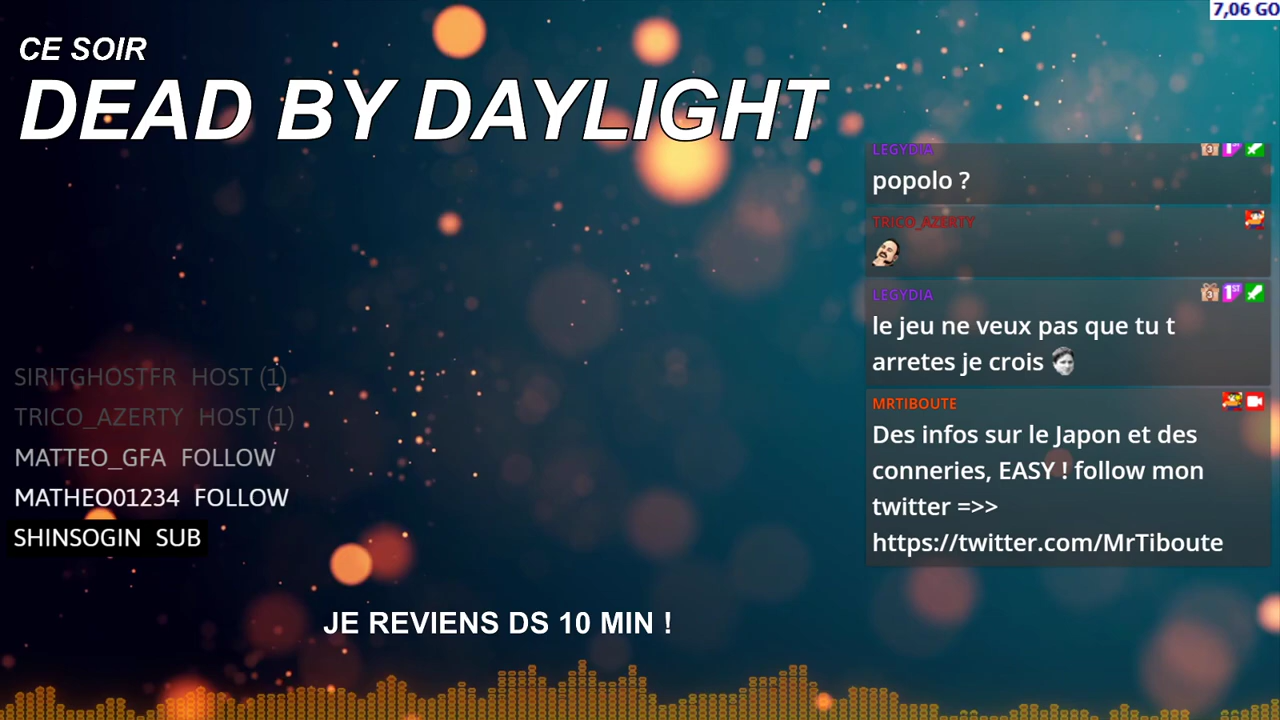 7,06 GO
CE SOIR
DEAD BY DAYLIGHT
LEGYDIA
popolo ?
TRICO_AZERTY
LEGYDIA
1ST
le jeu ne veux pas que tu t
arretes je crois
MRTIBOUTE
Des infos sur le Japon et des
conneries, EASY ! follow mon
twitter =>>
https://twitter.com/MrTiboute
SIRITGHOSTFR HOST (1)
TRICO_AZERTY HOST (1)
MATTEO_GFA FOLLOW
MATHEO01234 FOLLOW
SHINSOGIN SUB
JE REVIENS DS 10 MIN !